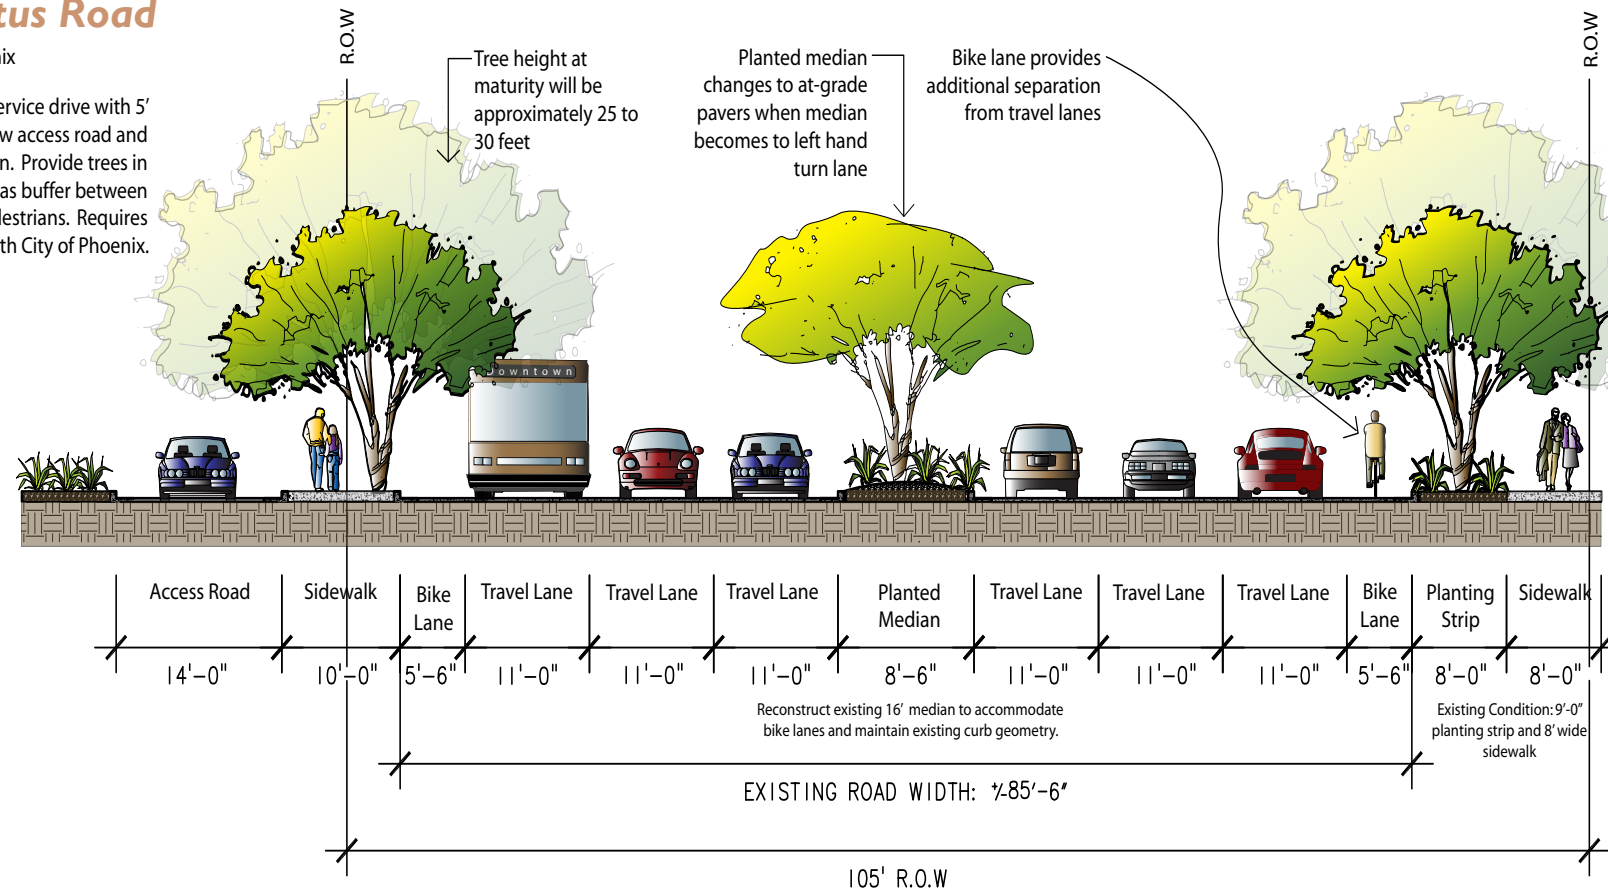 tus Road
nix
ervice drive with 5'
w access road and
n. Provide trees in
as buffer between
destrians. Requires
th City of Phoenix.
R.O.W
Tree height at
maturity will be
approximately 25 to
30 feet
Planted median
changes to at-grade
pavers when median
becomes to left hand
turn lane
Bike lane provides
additional separation
from travel lanes
R.O.W
Downtown
Access Road
Sidewalk
Bike
Lane
Travel Lane
Travel Lane
Travel Lane
Planted
Median
Travel Lane
Travel Lane
Travel Lane
Bike
Lane
Planting
Strip
Sidewalk
14'-0"
10'-0"
5'-6"
11'-0"
11'-0"
11'-0"
8'-6"
11'-0"
11'-0"
11'-0"
5'-6"
8'-0"
8'-0"
Reconstruct existing 16' median to accommodate
bike lanes and maintain existing curb geometry.
Existing Condition: 9'-0"
planting strip and 8' wide
sidewalk
EXISTING ROAD WIDTH: +/-85'-6"
105' R.O.W